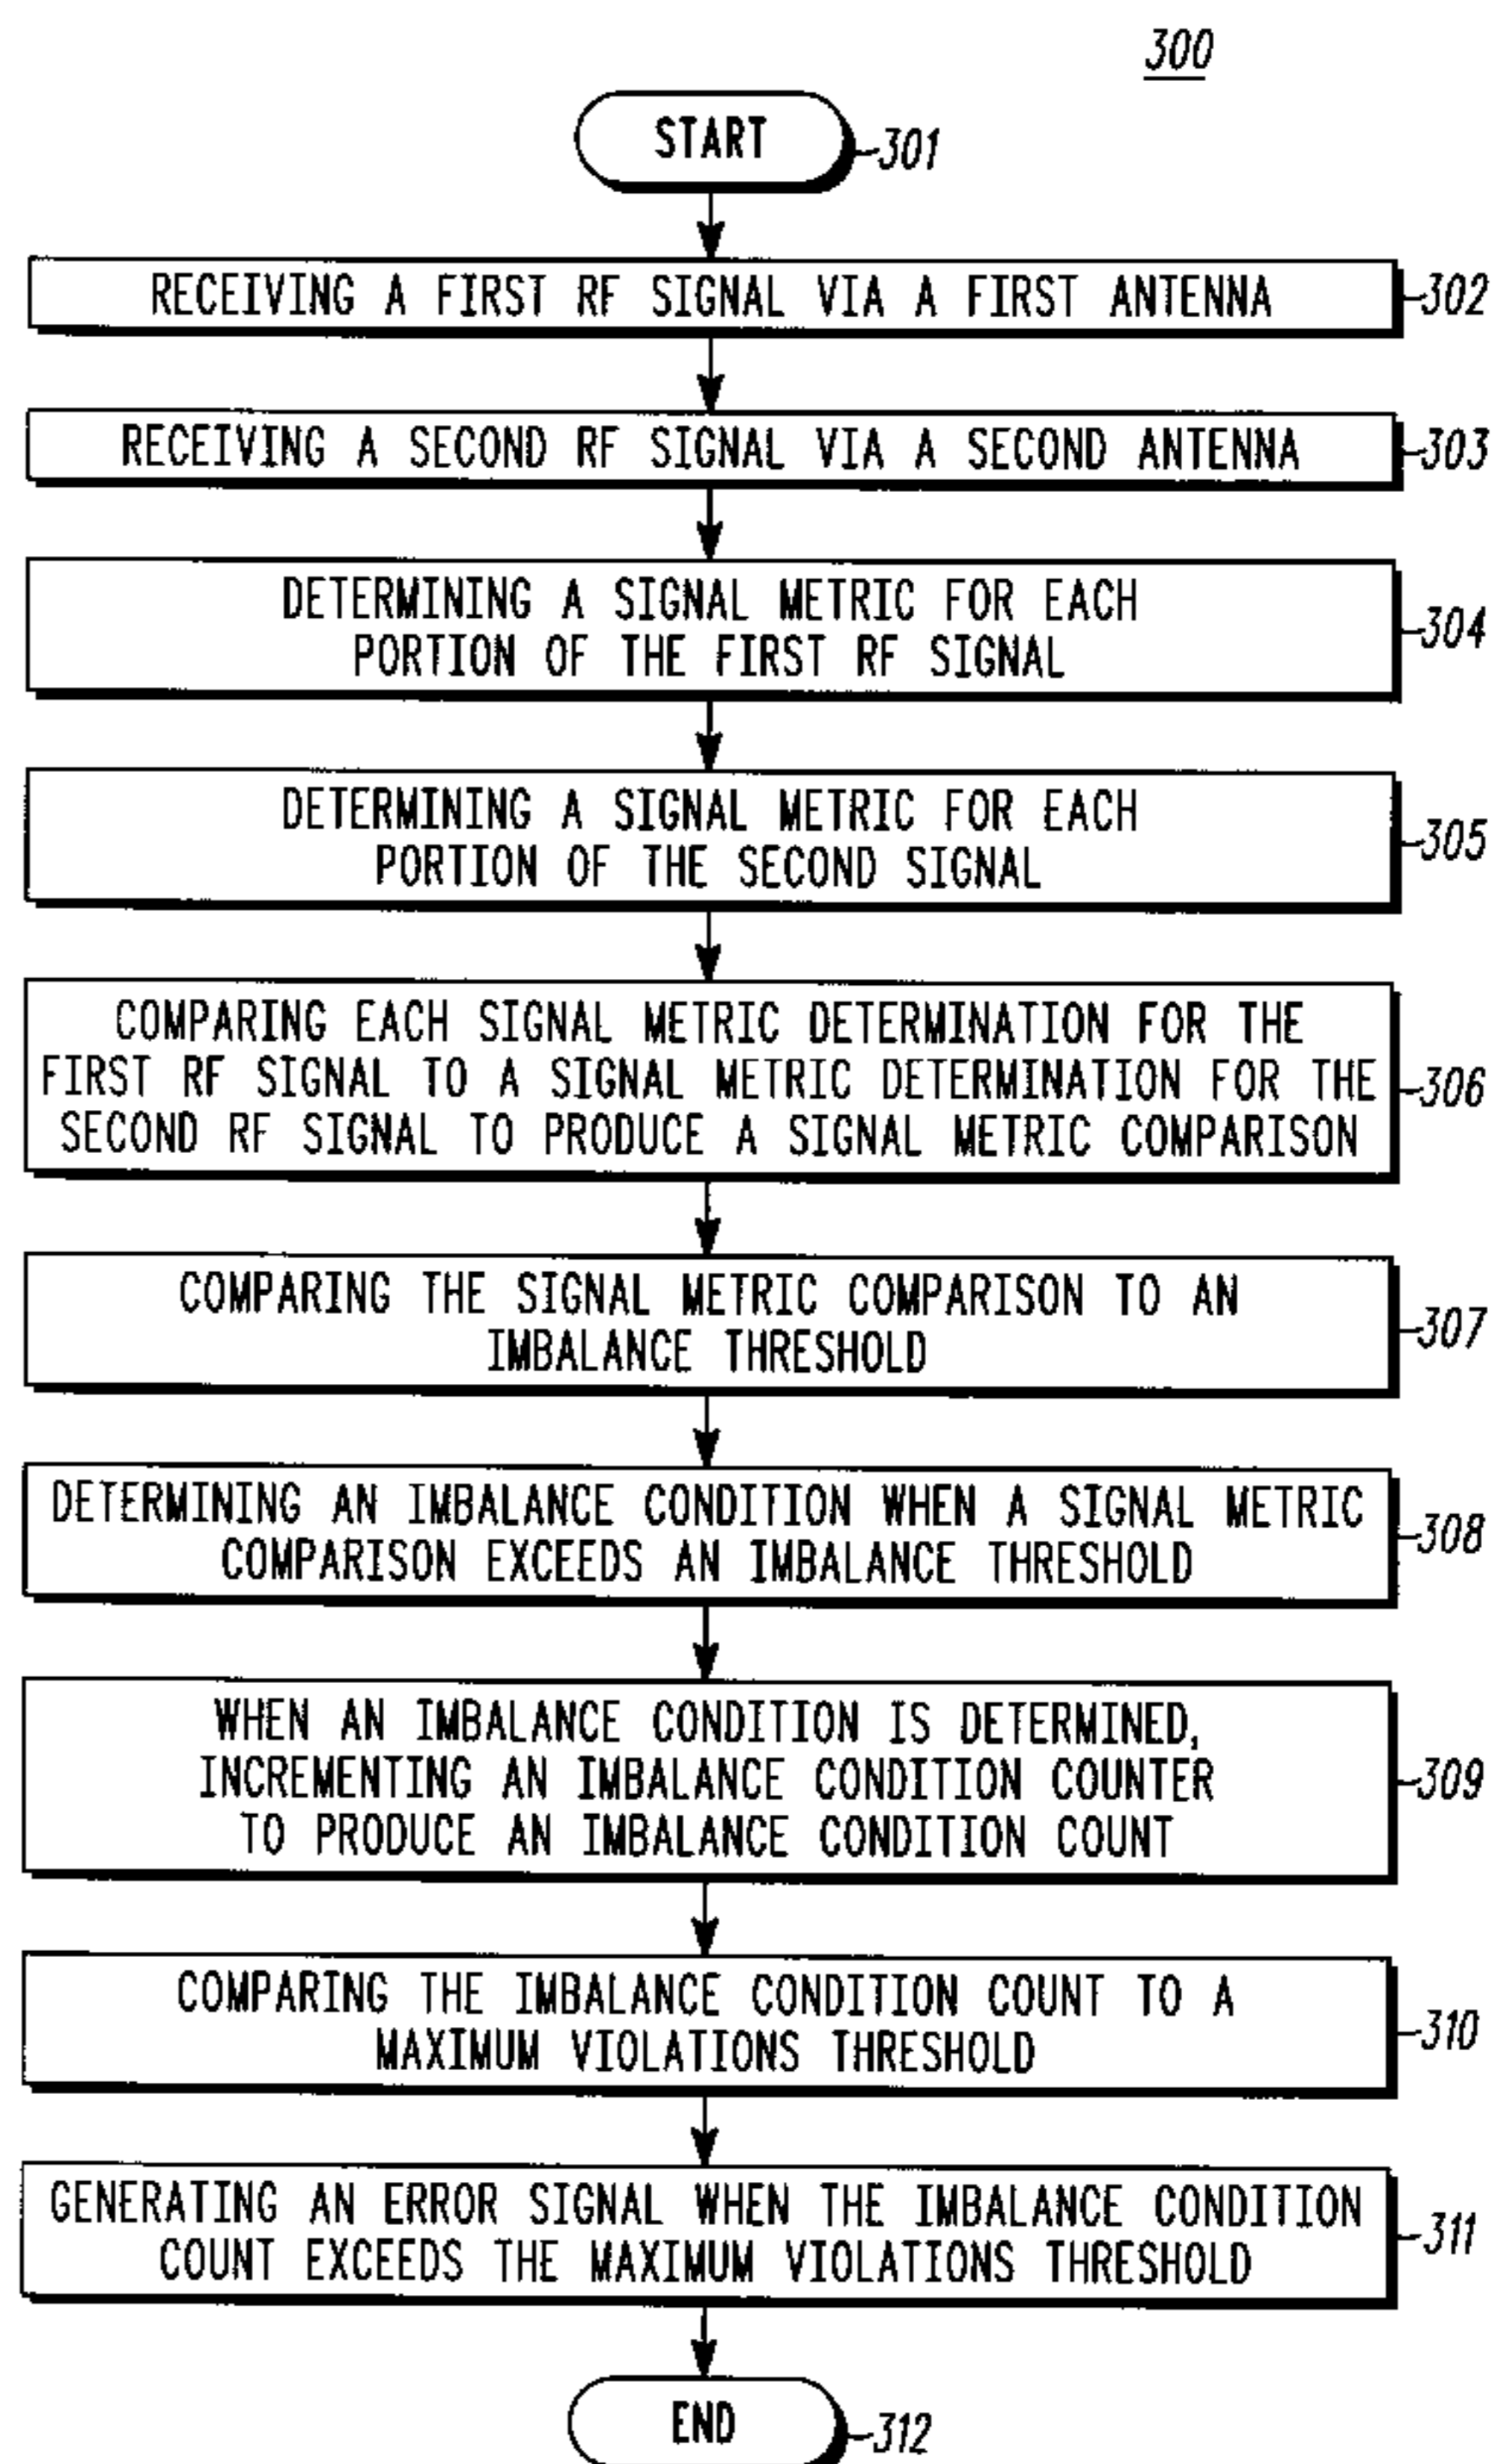 300
START
301
RECEIVING A FIRST RF SIGNAL VIA A FIRST ANTENNA
302
RECEIVING A SECOND RF SIGNAL VIA A SECOND ANTENNA
303
DETERMINING A SIGNAL METRIC FOR EACH
PORTION OF THE FIRST RF SIGNAL
304
DETERMINING A SIGNAL METRIC FOR EACH
PORTION OF THE SECOND SIGNAL
305
COMPARING EACH SIGNAL METRIC DETERMINATION FOR THE
FIRST RF SIGNAL TO A SIGNAL METRIC DETERMINATION FOR THE
SECOND RF SIGNAL TO PRODUCE A SIGNAL METRIC COMPARISON
306
COMPARING THE SIGNAL METRIC COMPARISON TO AN
IMBALANCE THRESHOLD
307
DETERMINING AN IMBALANCE CONDITION WHEN A SIGNAL METRIC
COMPARISON EXCEEDS AN IMBALANCE THRESHOLD
308
WHEN AN IMBALANCE CONDITION IS DETERMINED,
INCREMENTING AN IMBALANCE CONDITION COUNTER
TO PRODUCE AN IMBALANCE CONDITION COUNT
309
COMPARING THE IMBALANCE CONDITION COUNT TO A
MAXIMUM VIOLATIONS THRESHOLD
310
GENERATING AN ERROR SIGNAL WHEN THE IMBALANCE CONDITION
COUNT EXCEEDS THE MAXIMUM VIOLATIONS THRESHOLD
311
END
312